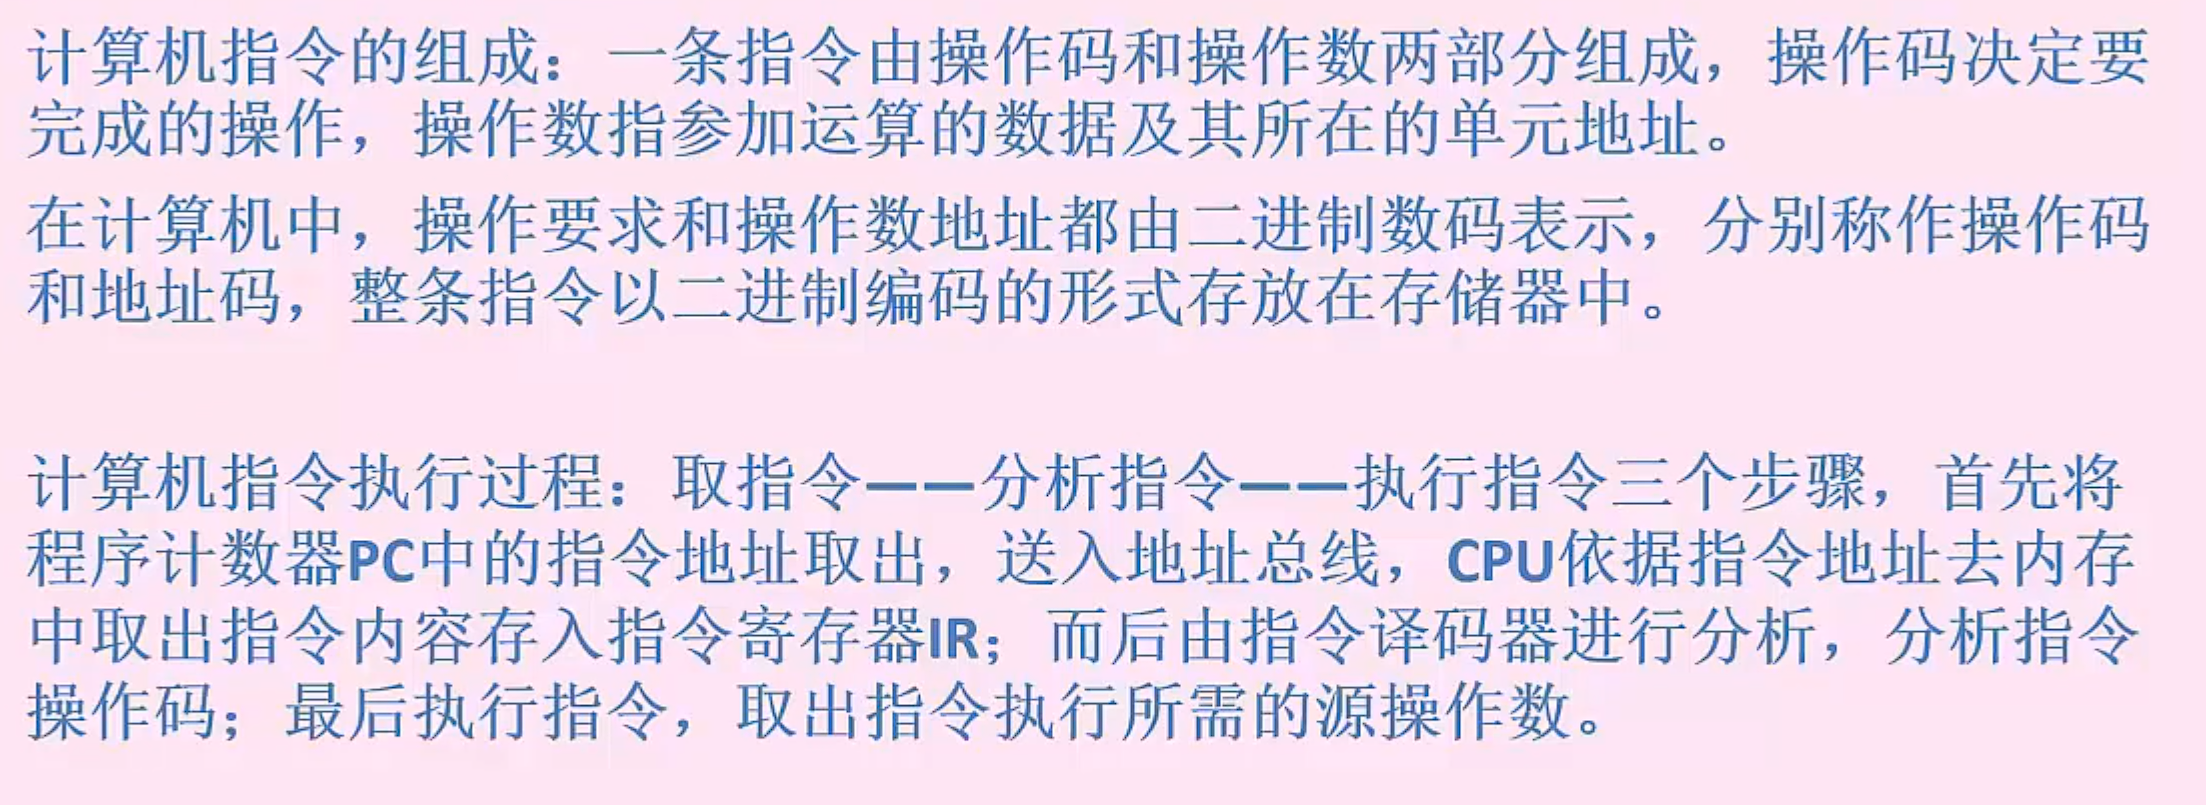 计算机指令的组成：一条指令由操作码和操作数两部分组成，操作码决定要
完成的操作，操作数指参加运算的数据及其所在的单元地址。
在计算机中，操作要求和操作数地址都由二进制数码表示，分别称作操作码
和地址码，整条指令以二进制编码的形式存放在存储器中。
计算机指令执行过程：取指令——分析指令——执行指令三个步骤，首先将
程序计数器PC中的指令地址取出，送入地址总线，CPU依据指令地址去内存
中取出指令内容存入指令寄存器IR；而后由指令译码器进行分析，分析指令
操作码；最后执行指令，取出指令执行所需的源操作数。